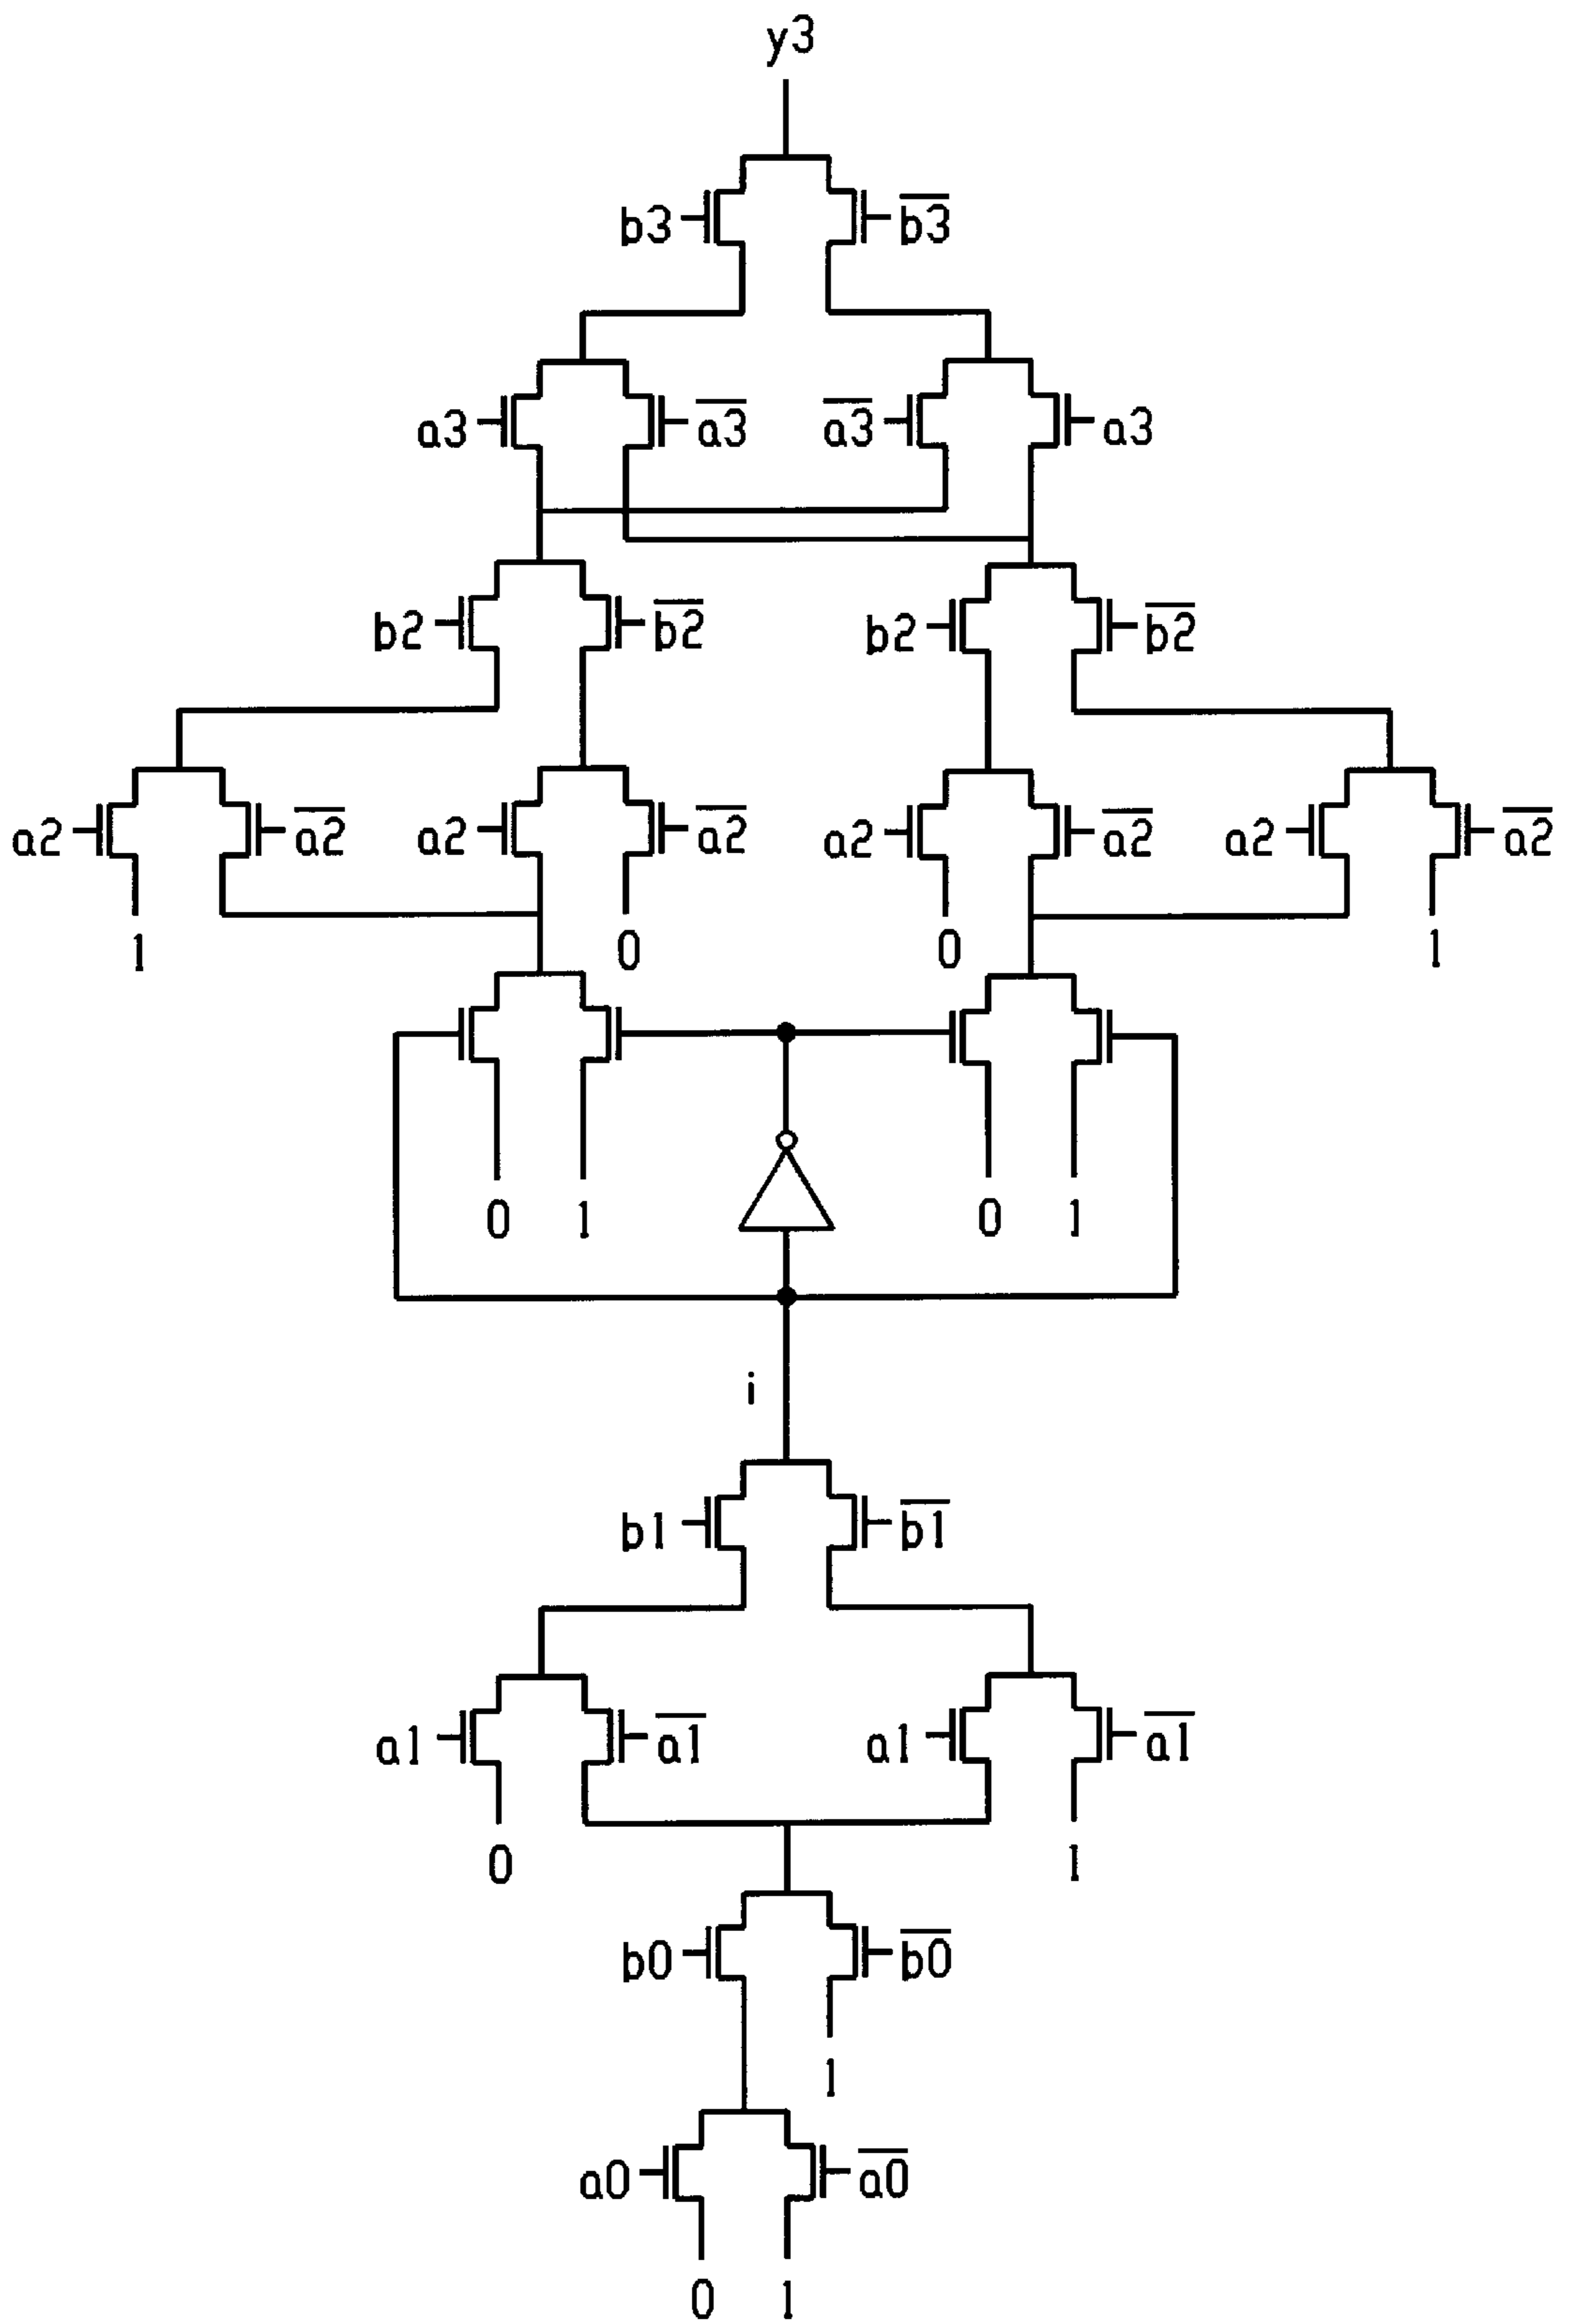 y3
b3 b3̅
a3 a3̅ a3̅ a3
b2 b2̅ b2 b2̅
a2 a2̅ a2 a2̅ a2 a2̅ a2 a2̅
1 0 0 1
0 1 0 1
i
b1 b1̅
a1 a1̅ a1 a1̅
0 1
b0 b0̅
1
a0 a0̅
0 1